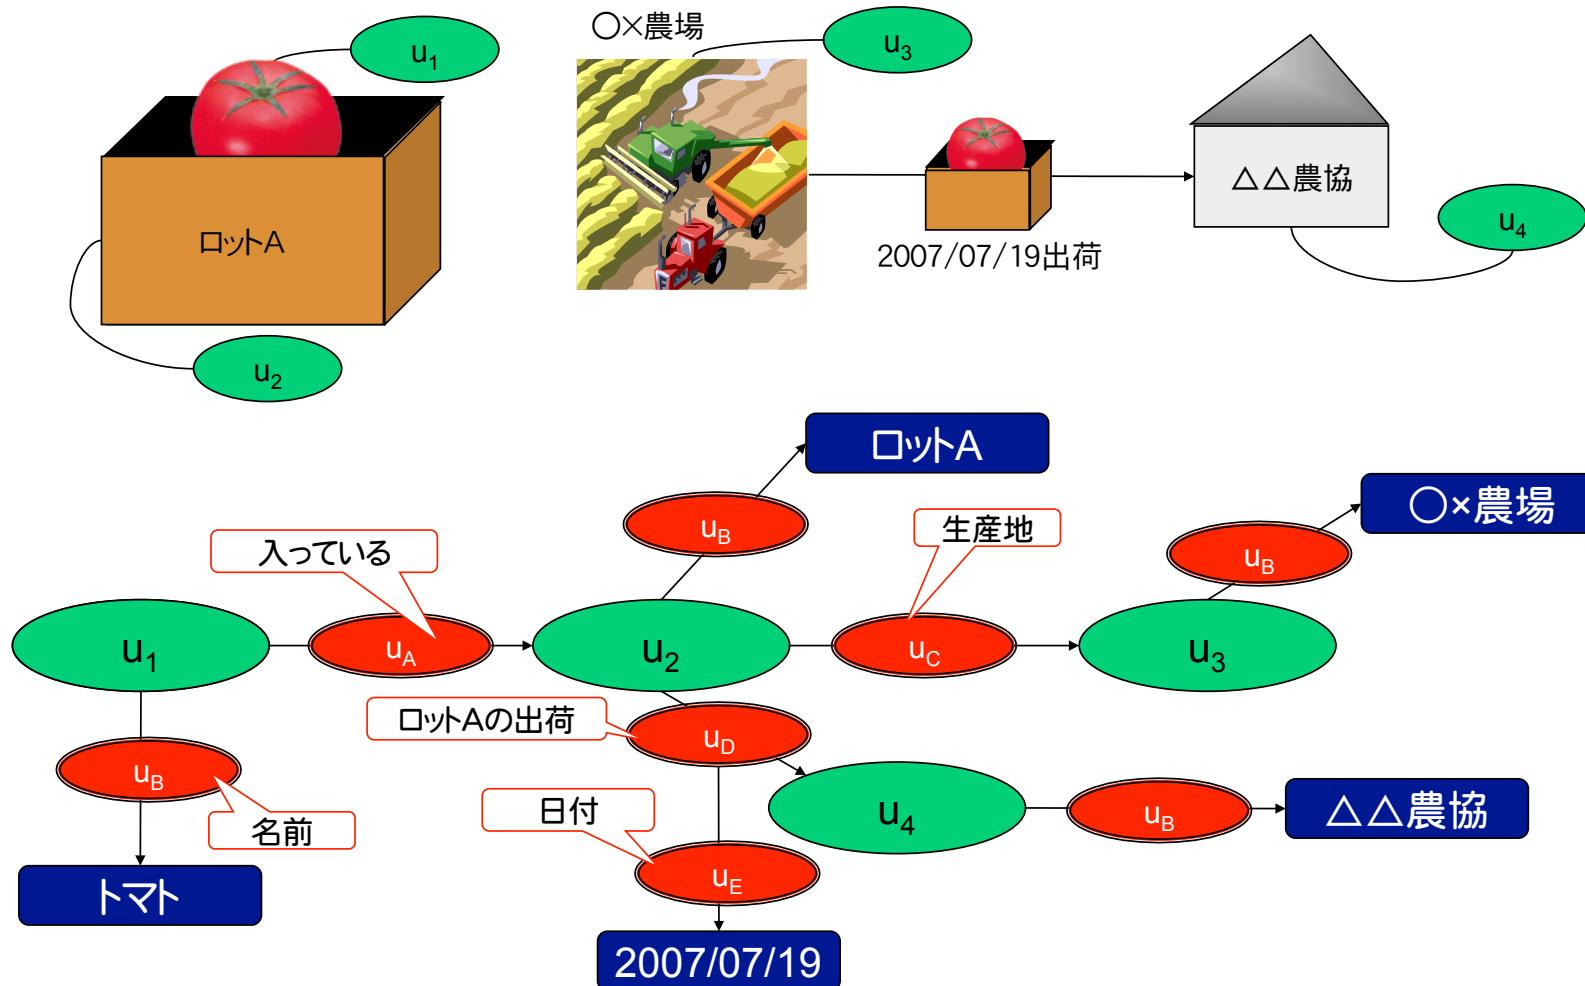 u1
○×農場
u3
ロットA
2007/07/19出荷
△△農協
u4
u2
ロットA
○×農場
uB
生産地
uB
入っている
u1
uA
u2
uC
u3
ロットAの出荷
uD
uB
名前
日付
u4
uB
△△農協
トマト
uE
2007/07/19